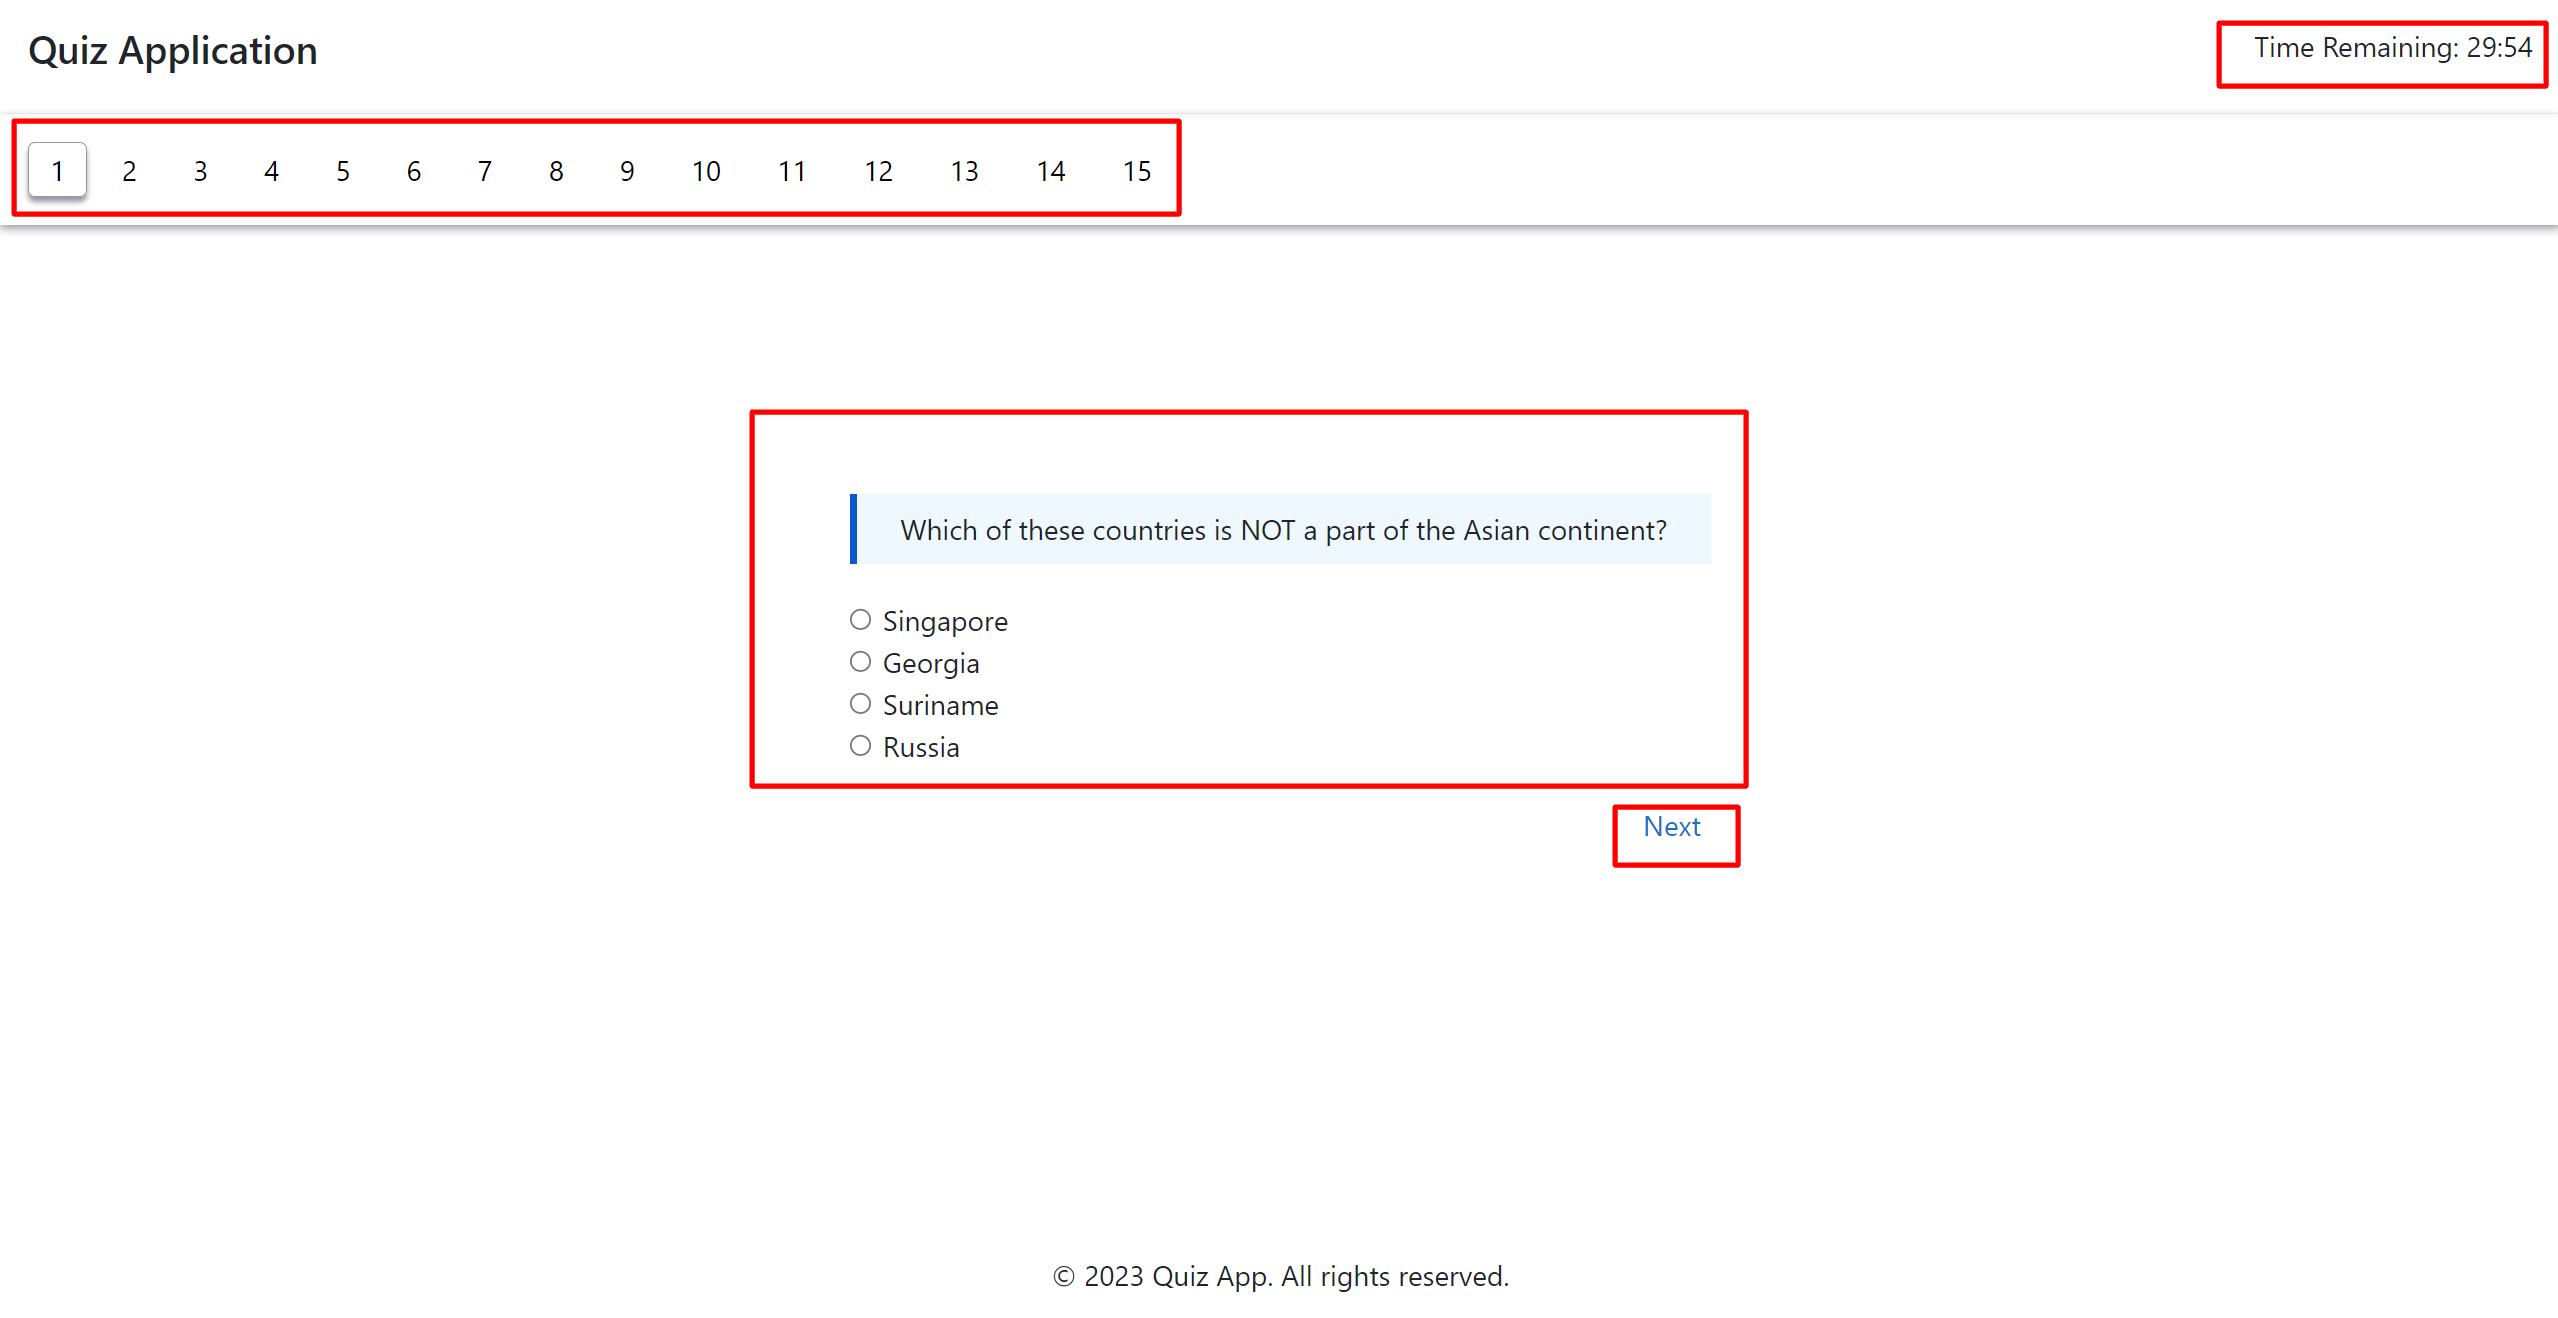 Quiz Application
Time Remaining: 29:54
1 2 3 4 5 6 7 8 9 10 11 12 13 14 15
Which of these countries is NOT a part of the Asian continent?
Singapore
Georgia
Suriname
Russia
Next
© 2023 Quiz App. All rights reserved.